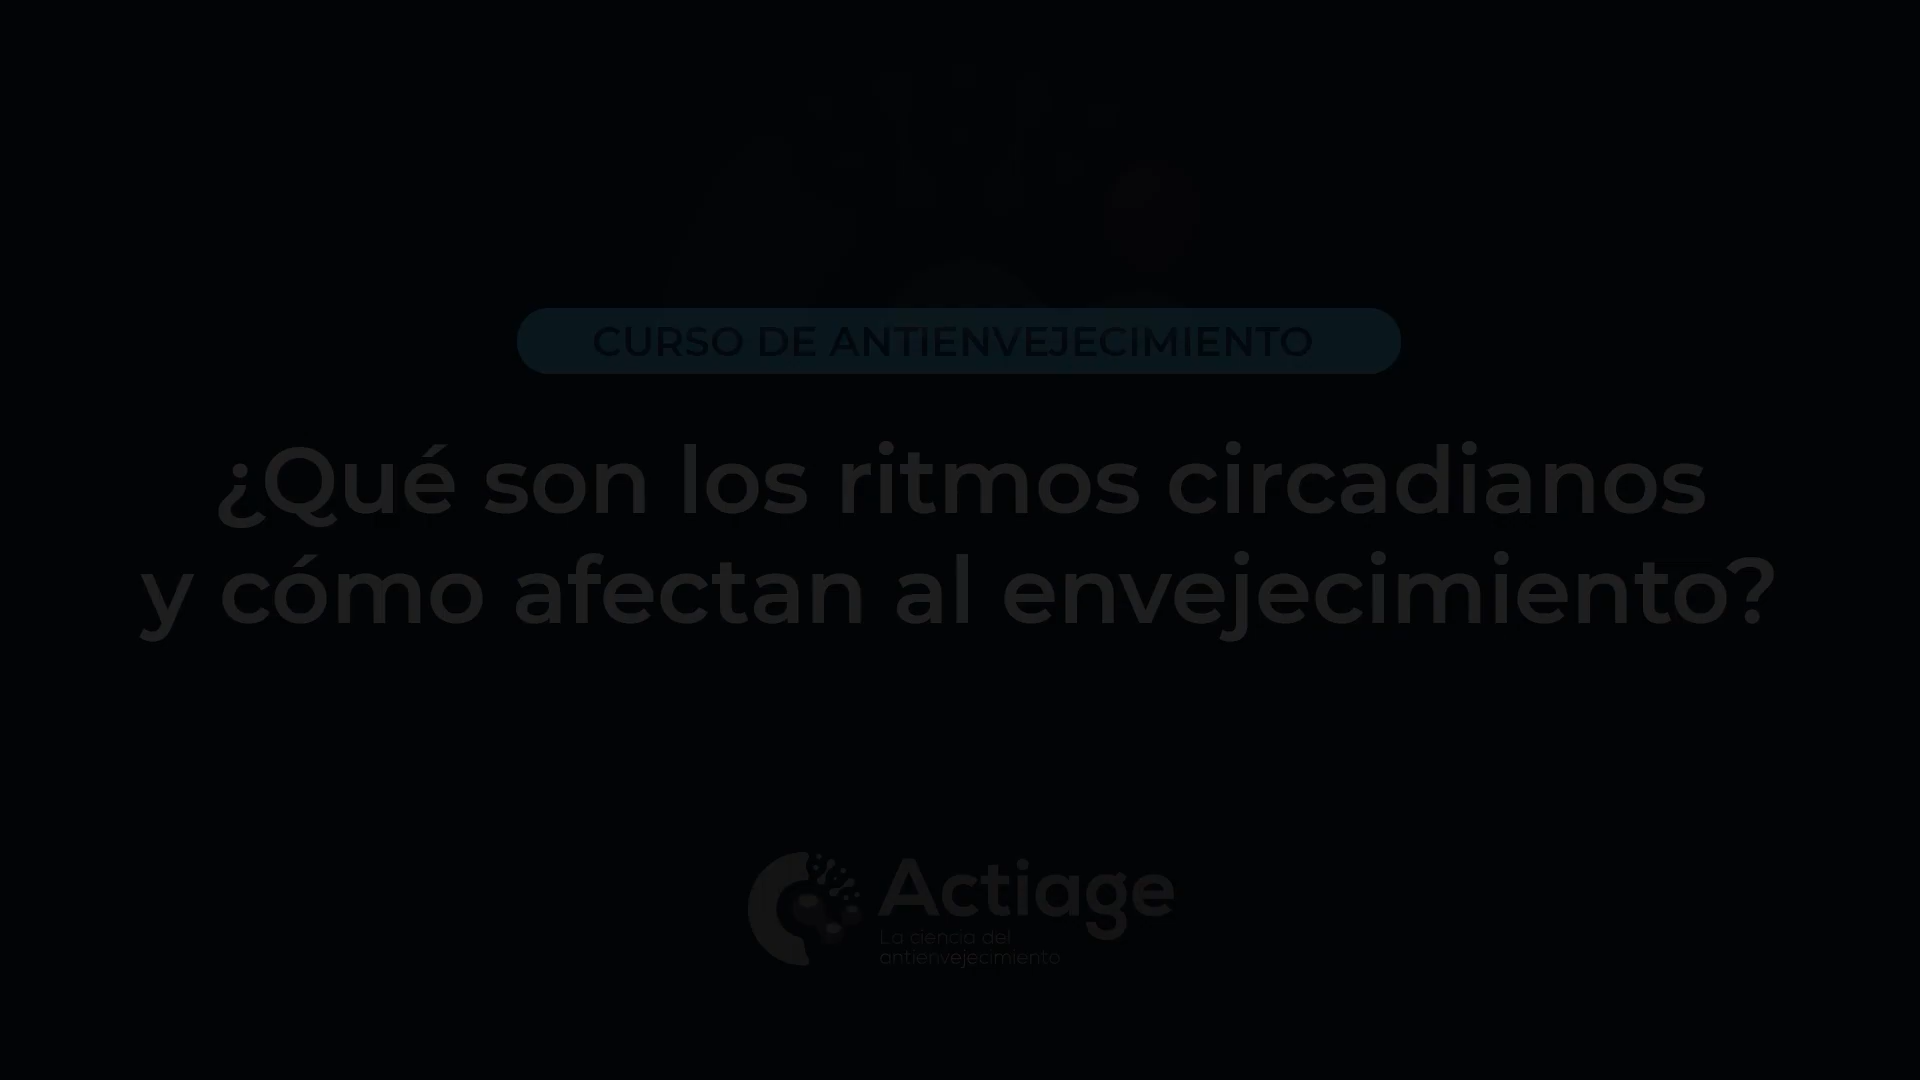 CURSO DE ANTIENVEJECIMIENTO
¿Qué son los ritmos circadianos
y cómo afectan al envejecimiento?
Actiage
La ciencia del
antienvejecimiento